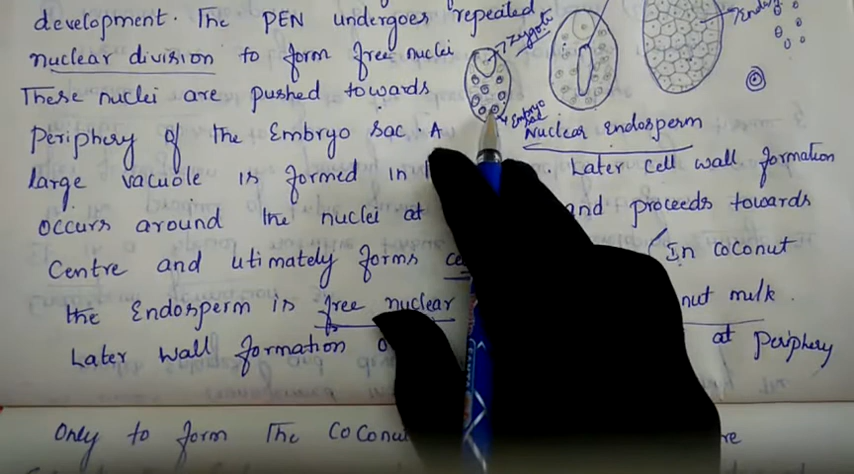 development. The PEN undergoes repeated
nuclear division to form free nuclei
These nuclei are pushed towards
Periphery of the Embryo sac. A
large vacuole is formed in Later cell wall formation
occurs around the nuclei at and proceeds towards
Centre and utimately forms In coconut
the Endosperm is free nuclear nut milk.
Later wall formation at periphery
Only to form The Coconut
Zygote
Embryo
Nuclear Endosperm